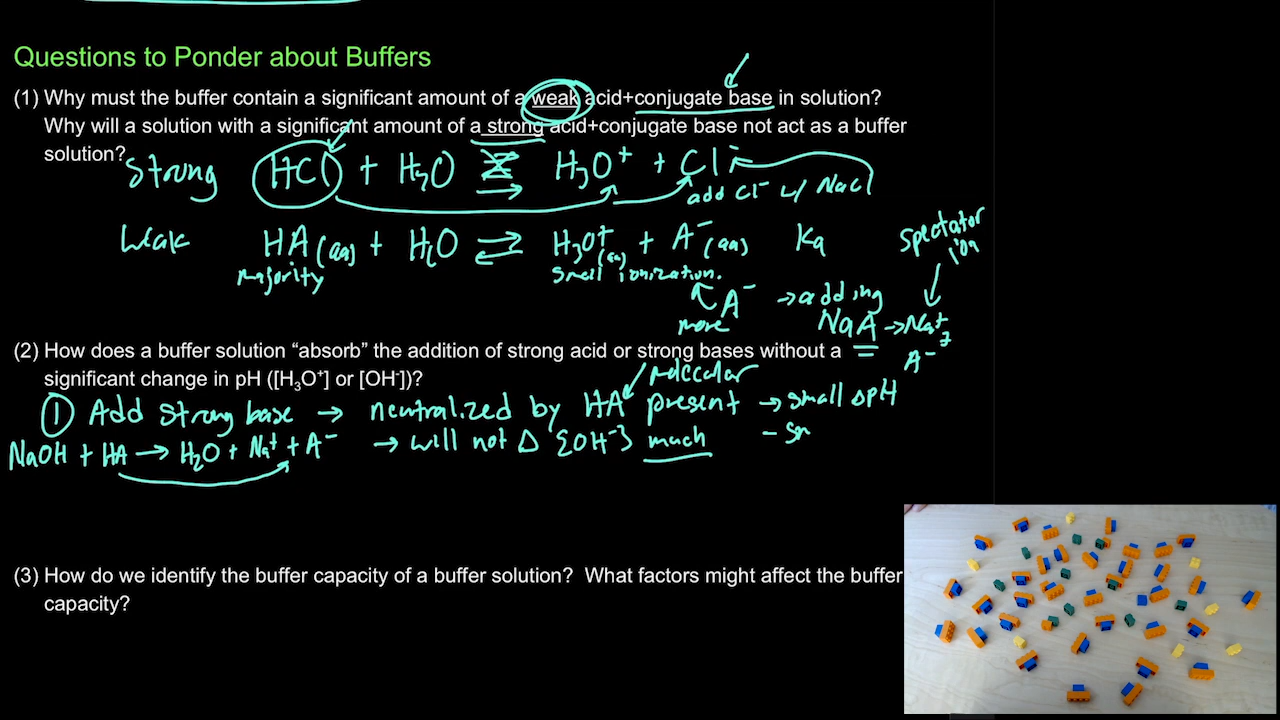 Questions to Ponder about Buffers
(1) Why must the buffer contain a significant amount of a weak acid+conjugate base in solution?
Why will a solution with a significant amount of a strong acid+conjugate base not act as a buffer
solution?
Strong HCl + H₂O ⇌ → H₃O⁺ + Cl⁻
add Cl⁻ w/ NaCl
Weak HA(aq) + H₂O ⇌ H₃O⁺(aq) + A⁻(aq) Ka
majority small ionization.
spectator ion
more A⁻ → adding
NaA → Na⁺
A⁻
(2) How does a buffer solution “absorb” the addition of strong acid or strong bases without a
significant change in pH ([H₃O⁺] or [OH⁻])?
molecular
① Add strong base → neutralized by HA present → small ΔpH
NaOH + HA → H₂O + Na⁺ + A⁻ → will not Δ [OH⁻] much - sm
(3) How do we identify the buffer capacity of a buffer solution? What factors might affect the buffer
capacity?